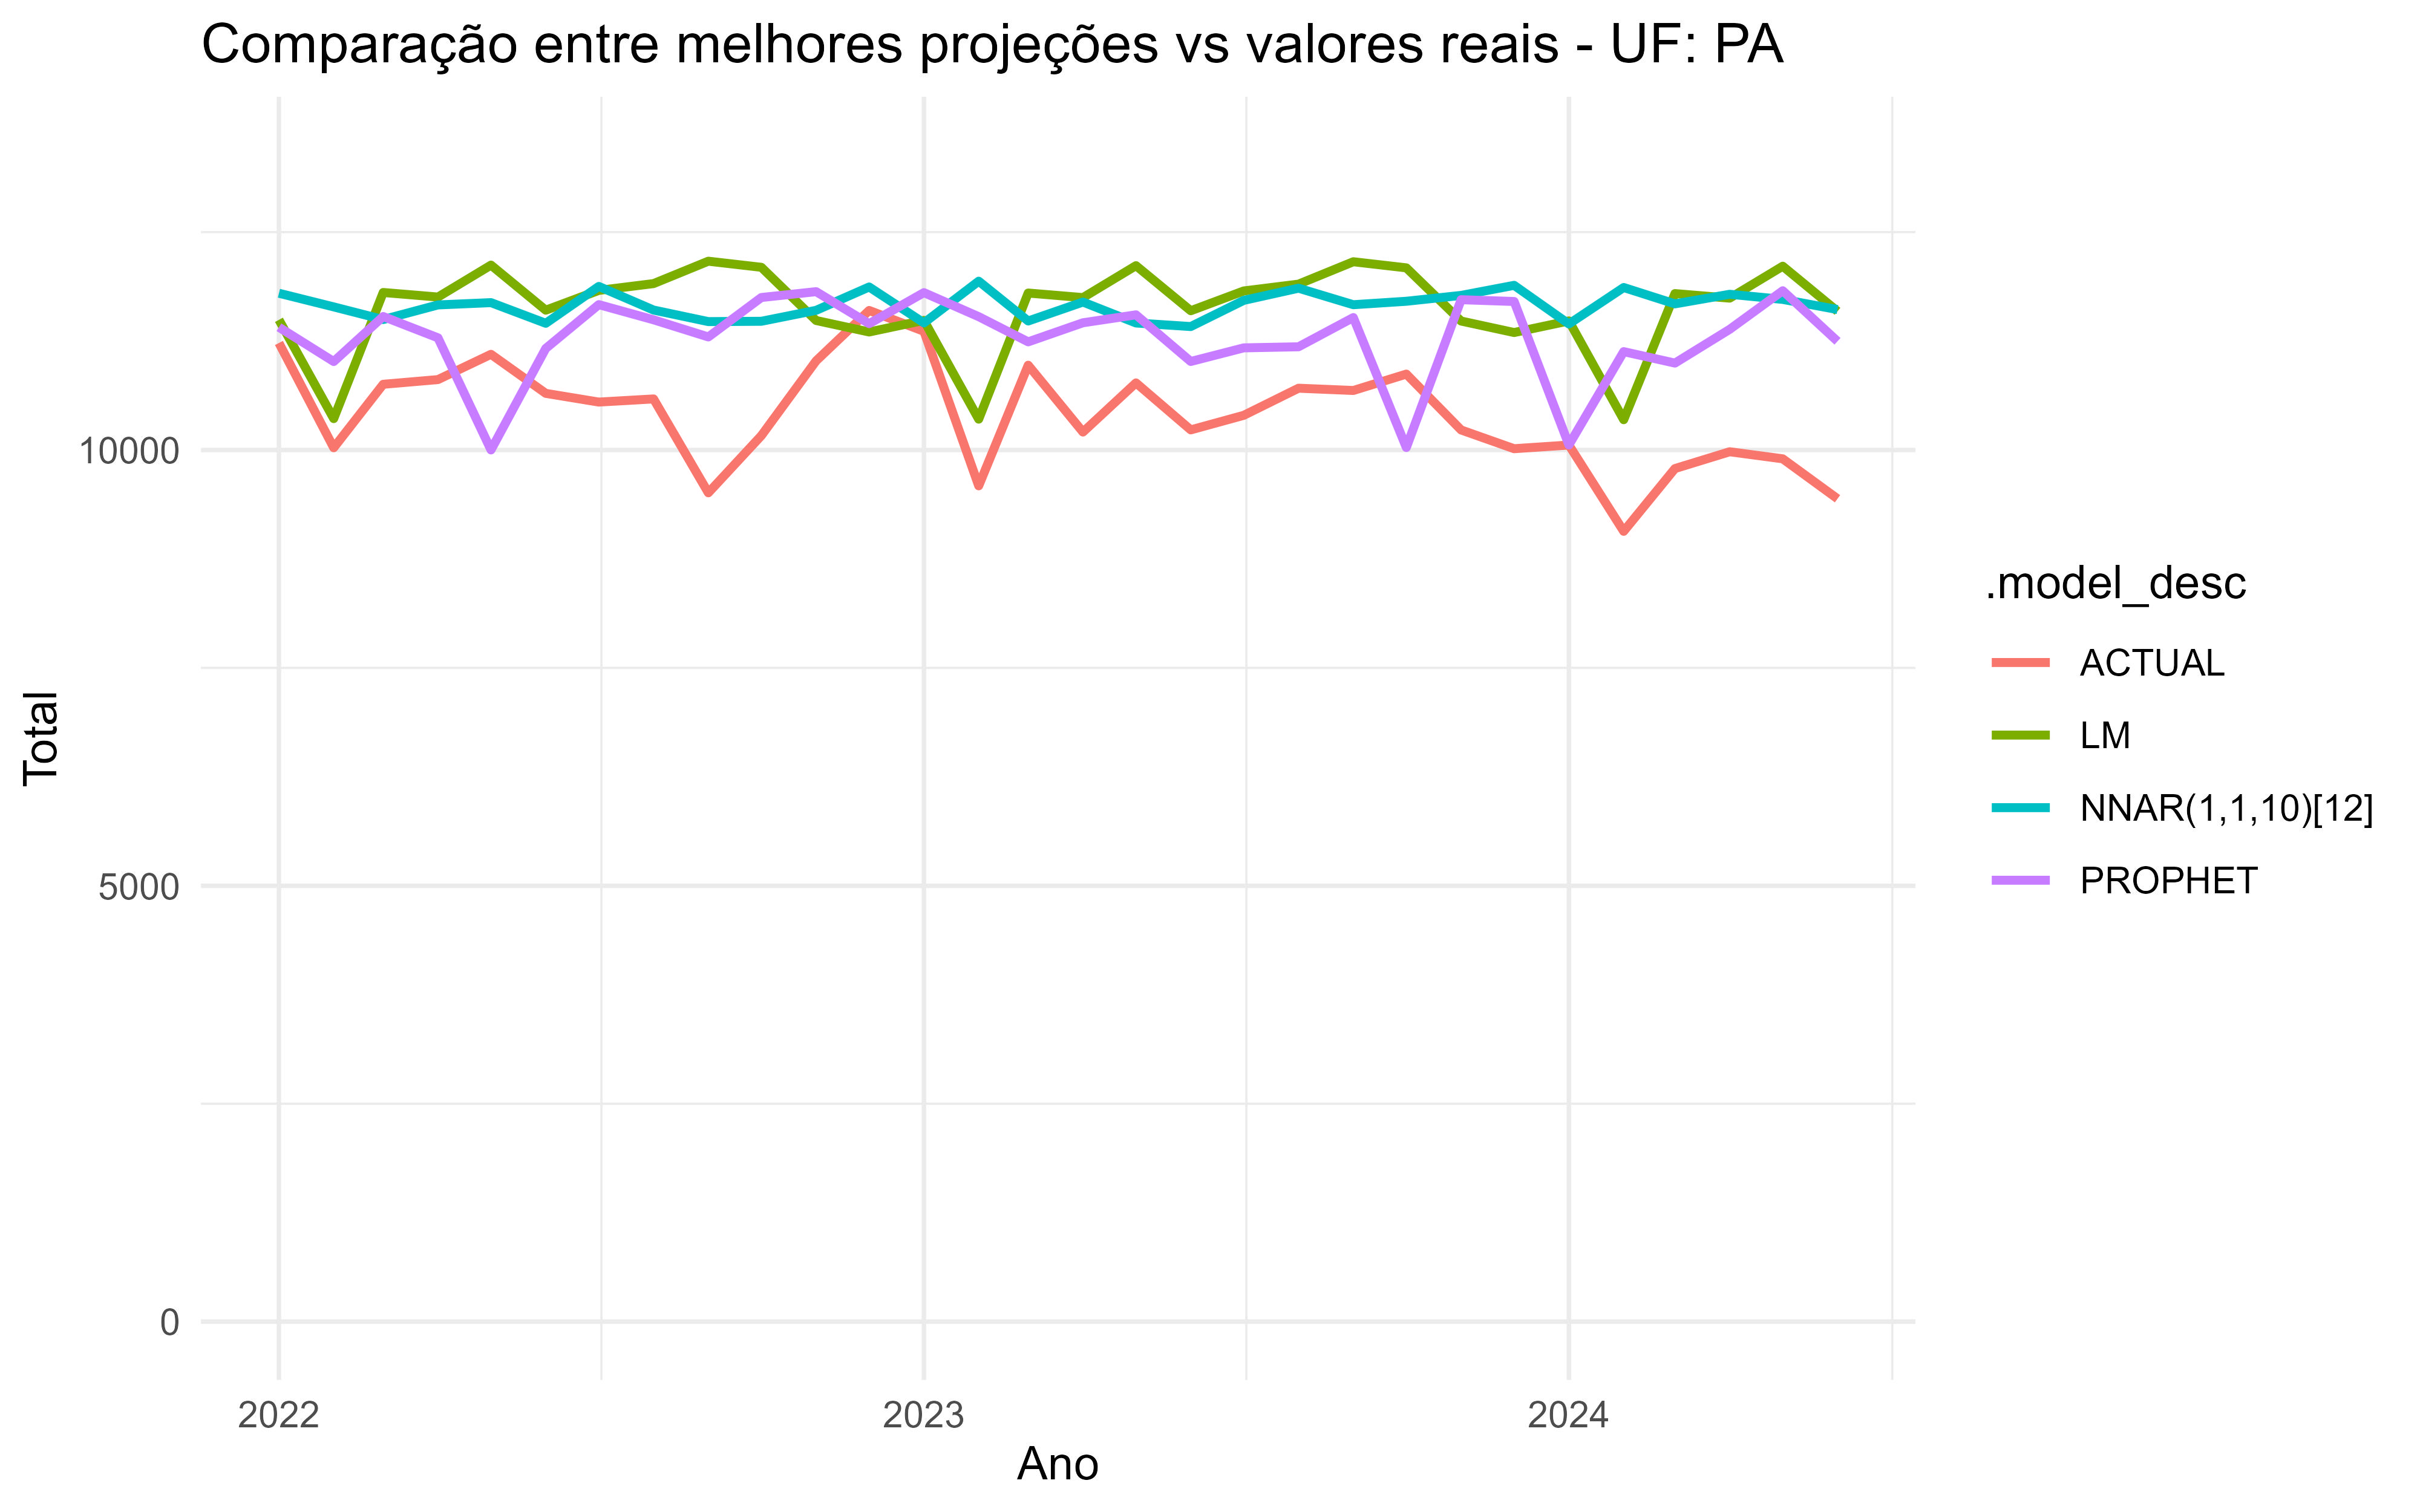 Comparação entre melhores projeções vs valores reais - UF: PA
Total
10000
5000
0
2022
2023
2024
Ano
.model_desc
ACTUAL
LM
NNAR(1,1,10)[12]
PROPHET